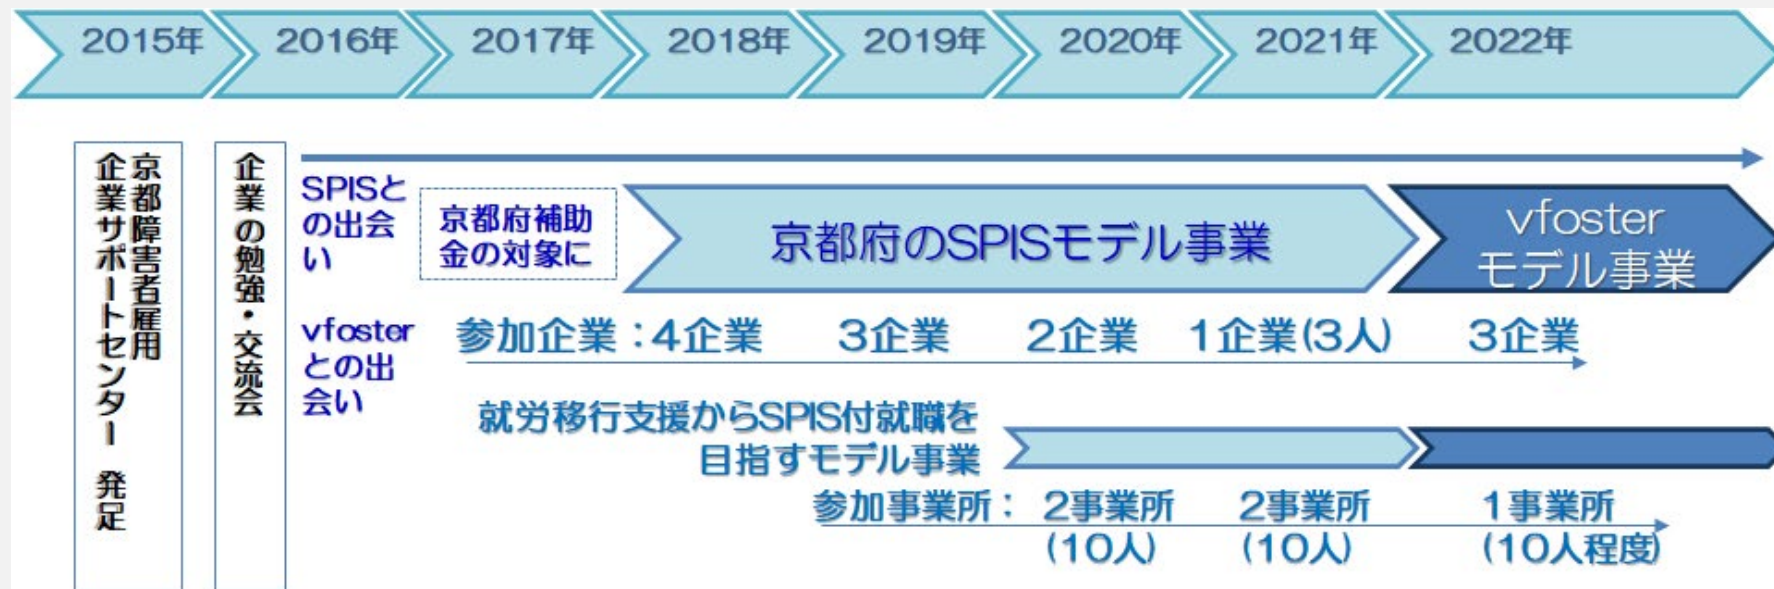 2015年
2016年
2017年
2018年
2019年
2020年
2021年
2022年
京都障害者雇用
企業サポートセンター 発足
企業の勉強・交流会
SPISと
の出会
い
京都府補助
金の対象に
京都府のSPISモデル事業
vfoster
モデル事業
vfoster
との出
会い
参加企業：4企業
3企業
2企業
1企業(3人)
3企業
就労移行支援からSPIS付就職を
目指すモデル事業
参加事業所：
2事業所
(10人)
2事業所
(10人)
1事業所
(10人程度)